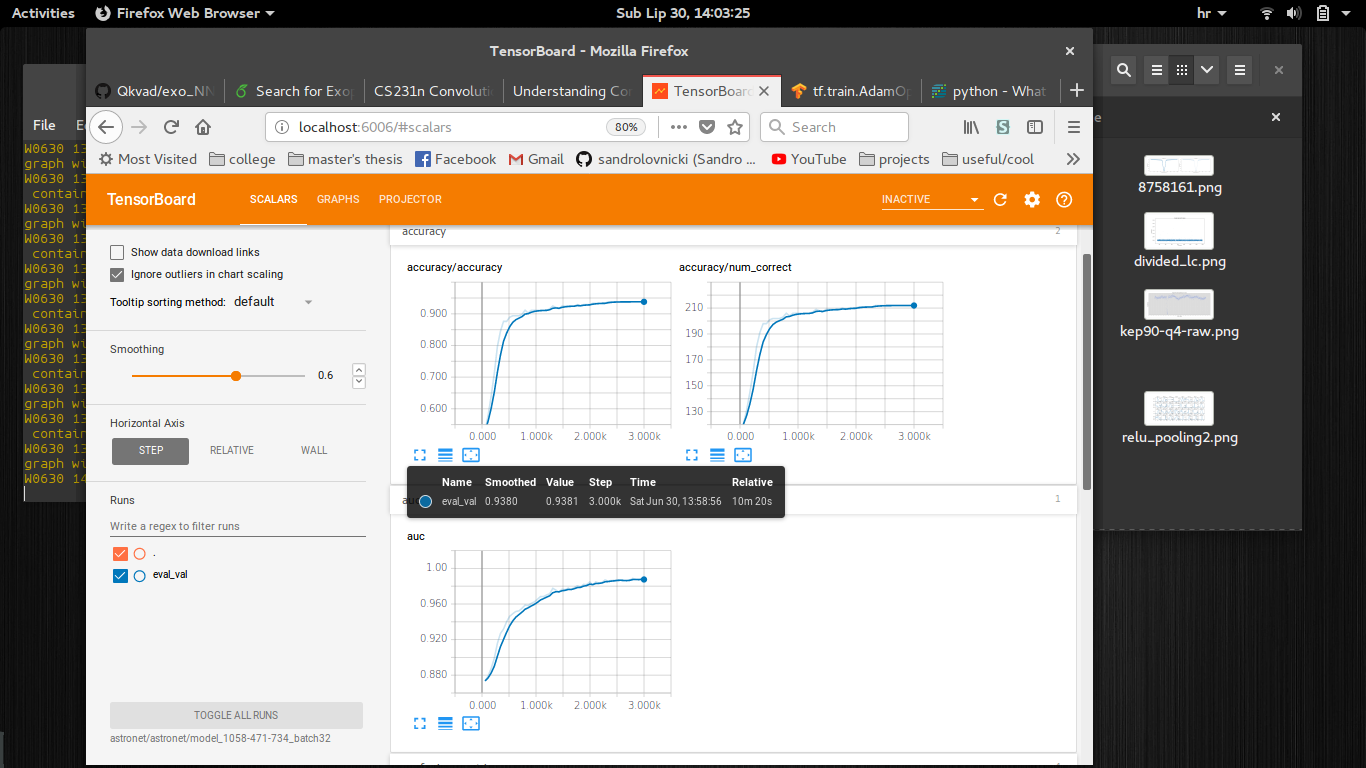 Activities Firefox Web Browser Sub Lip 30, 14:03:25 hr
TensorBoard - Mozilla Firefox
Qkvad/exo_NN Search for Exop CS231n Convoluti Understanding Con TensorBoard tf.train.AdamOp python - What
localhost:6006/#scalars 80% Search
Most Visited college master's thesis Facebook Gmail sandrolovnicki (Sandro ... YouTube projects useful/cool
TensorBoard SCALARS GRAPHS PROJECTOR INACTIVE
Show data download links
Ignore outliers in chart scaling
Tooltip sorting method: default
Smoothing
0.6
Horizontal Axis
STEP RELATIVE WALL
Runs
Write a regex to filter runs
.
eval_val
TOGGLE ALL RUNS
astronet/astronet/model_1058-471-734_batch32
accuracy 2
accuracy/accuracy
0.900
0.800
0.700
0.600
0.000 1.000k 2.000k 3.000k
accuracy/num_correct
210
190
170
150
130
0.000 1.000k 2.000k 3.000k
Name Smoothed Value Step Time Relative
eval_val 0.9380 0.9381 3.000k Sat Jun 30, 13:58:56 10m 20s
1
auc
1.00
0.960
0.920
0.880
0.000 1.000k 2.000k 3.000k
File
W0630 13
graph wi
W0630 13
contain
W0630 13
graph wi
W0630 13
contain
W0630 13
graph wi
W0630 13
contain
W0630 13
graph wi
W0630 13
contain
W0630 13
graph wi
W0630 13
contain
W0630 13
graph wi
W0630 14
8758161.png
divided_lc.png
kep90-q4-raw.png
relu_pooling2.png